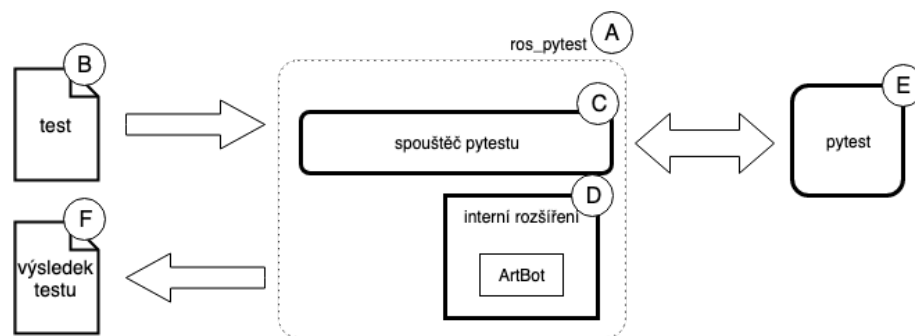 ros_pytest
A
B
test
C
spouštěč pytestu
E
pytest
D
interní rozšíření
ArtBot
F
výsledek
testu